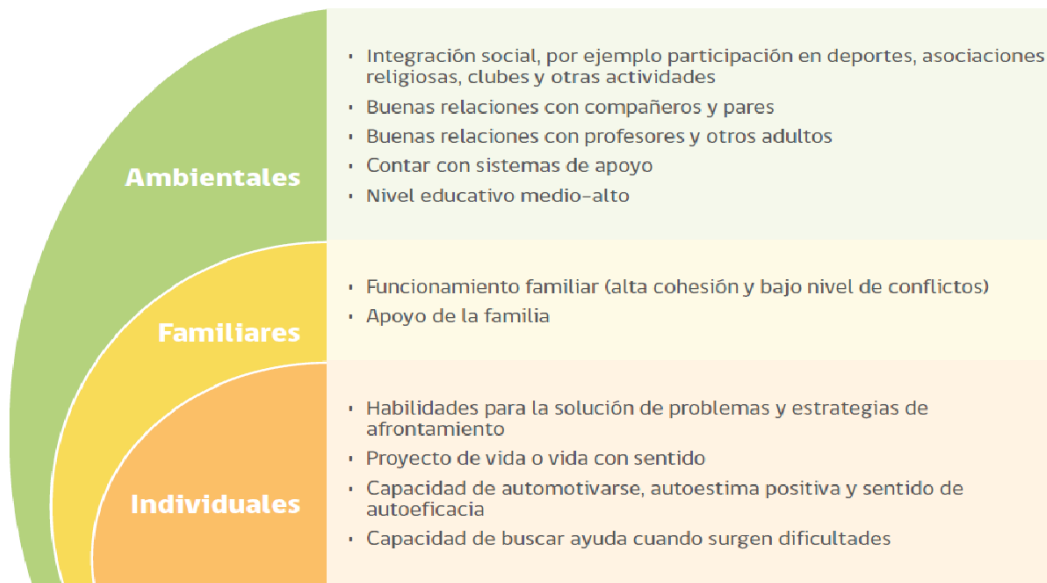 Ambientales
· Integración social, por ejemplo participación en deportes, asociaciones
religiosas, clubes y otras actividades
· Buenas relaciones con compañeros y pares
· Buenas relaciones con profesores y otros adultos
· Contar con sistemas de apoyo
· Nivel educativo medio-alto
Familiares
· Funcionamiento familiar (alta cohesión y bajo nivel de conflictos)
· Apoyo de la familia
Individuales
· Habilidades para la solución de problemas y estrategias de
afrontamiento
· Proyecto de vida o vida con sentido
· Capacidad de automotivarse, autoestima positiva y sentido de
autoeficacia
· Capacidad de buscar ayuda cuando surgen dificultades